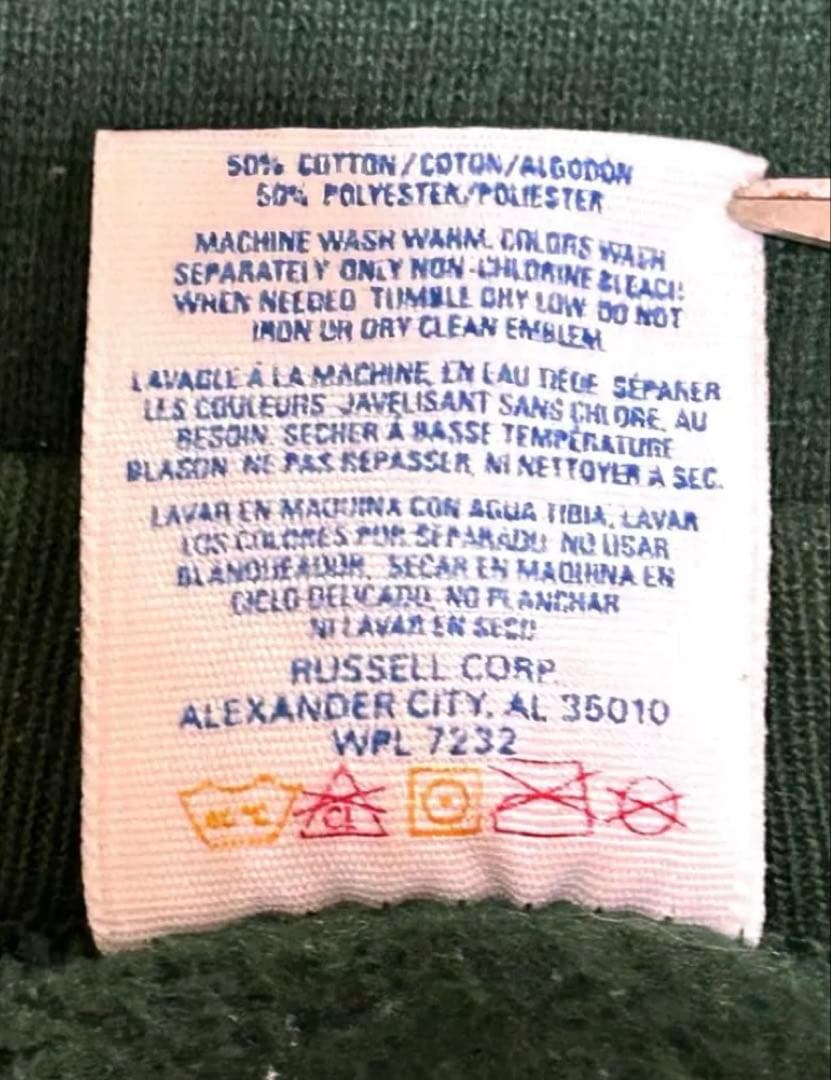 50% COTTON/COTON/ALGODÓN
50% POLYESTER/POLIESTER
MACHINE WASH WARM. COLORS WASH
SEPARATELY ONLY NON-CHLORINE BLEACH
WHEN NEEDED TUMBLE DRY LOW DO NOT
IRON OR DRY CLEAN EMBLEM
LAVABLE À LA MACHINE, EN EAU TIEDE SÉPARER
LES COULEURS JAVELISANT SANS CHLORE, AU
BESOIN SECHER À BASSE TEMPÉRATURE
BLASON NE PAS REPASSER, NI NETTOYER A SEC.
LAVAR EN MAQUINA CON AGUA TIBIA, LAVAR
LOS COLORES POR SEPARADO NO USAR
BLANQUEADOR, SECAR EN MAQUINA EN
CICLO DELICADO, NO PLANCHAR
NI LAVAR EN SECO
RUSSELL CORP.
ALEXANDER CITY, AL 35010
WPL 7232
CL